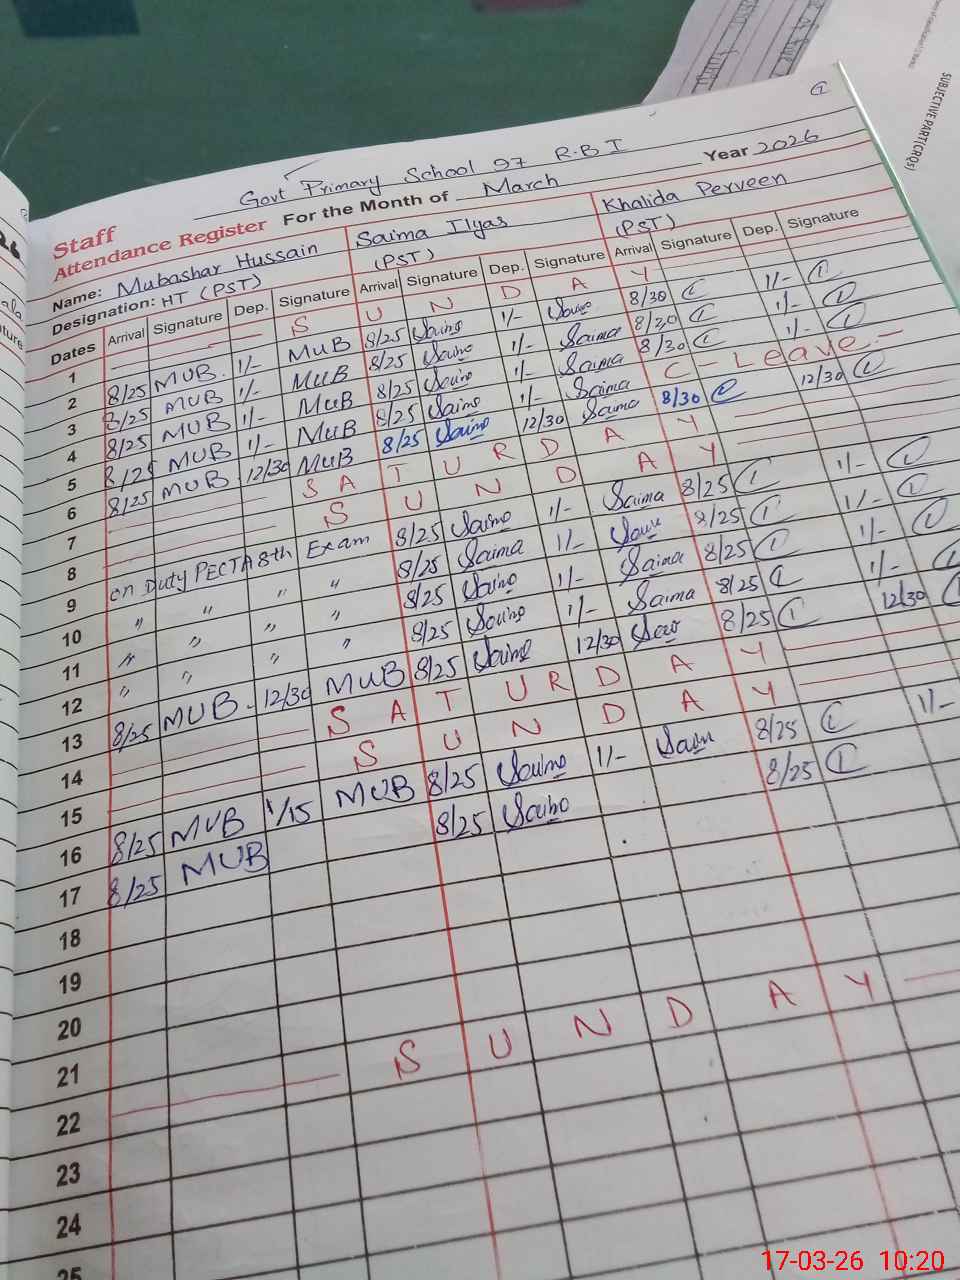 SUBJECTIVE PART (CRQs)
Govt Primary School 97 R.B I
Staff
Attendance Register For the Month of March Year 2026
Name: Mubashar Hussain Saima Ilyas Khalida Perveen
Designation: HT (PST) (PST) (PST)
Dates Arrival Signature Dep. Signature Arrival Signature Dep. Signature Arrival Signature Dep. Signature
1 S U N D A Y
2 8/25 MUB. 1/- MUB 8/25 Saima 1/- Saima 8/30 1/-
3 8/25 MUB 1/- MUB 8/25 Saima 1/- Saima 8/30 1/-
4 8/25 MUB 1/- MUB 8/25 Saima 1/- Saima 8/30 1/-
5 8/25 MUB 1/- MUB 8/25 Saima 1/- Saima C - Leave
6 8/25 MUB 12/30 MUB 8/25 Saima 12/30 Saima 8/30 12/30
7 S A T U R D A Y
8 S U N D A Y
9 on Duty PECTA 8th Exam 8/25 Saima 1/- Saima 8/25 1/-
10 " " " " 8/25 Saima 1/- 8/25 1/-
11 " " " " 8/25 Saima 1/- Saima 8/25 1/-
12 " " " " 8/25 Saima 1/- Saima 8/25 1/-
13 8/25 MUB. 12/30 MUB 8/25 Saima 12/30 8/25 12/30
14 S A T U R D A Y
15 S U N D A Y
16 8/25 MUB 1/15 MUB 8/25 Saima 1/- Saim 8/25 1/-
17 8/25 MUB 8/25 Saima 8/25
18
19
20
21
22 S U N D A Y
23
24
25
17-03-26 10:20